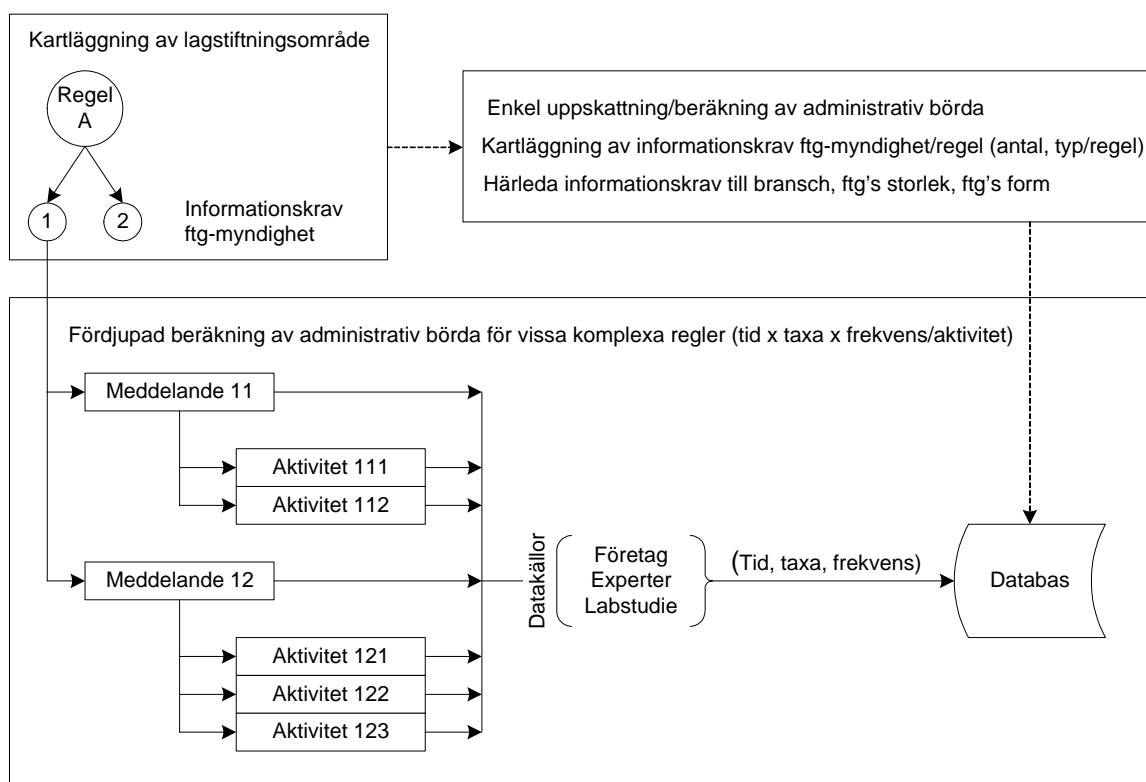 Kartläggning av lagstiftningsområde
Regel
A
1
2
Informationskrav
ftg-myndighet
Enkel uppskattning/beräkning av administrativ börda
Kartläggning av informationskrav ftg-myndighet/regel (antal, typ/regel)
Härleda informationskrav till bransch, ftg's storlek, ftg's form
Fördjupad beräkning av administrativ börda för vissa komplexa regler (tid x taxa x frekvens/aktivitet)
Meddelande 11
Aktivitet 111
Aktivitet 112
Meddelande 12
Aktivitet 121
Aktivitet 122
Aktivitet 123
Datakällor
Företag
Experter
Labstudie
(Tid, taxa, frekvens)
Databas